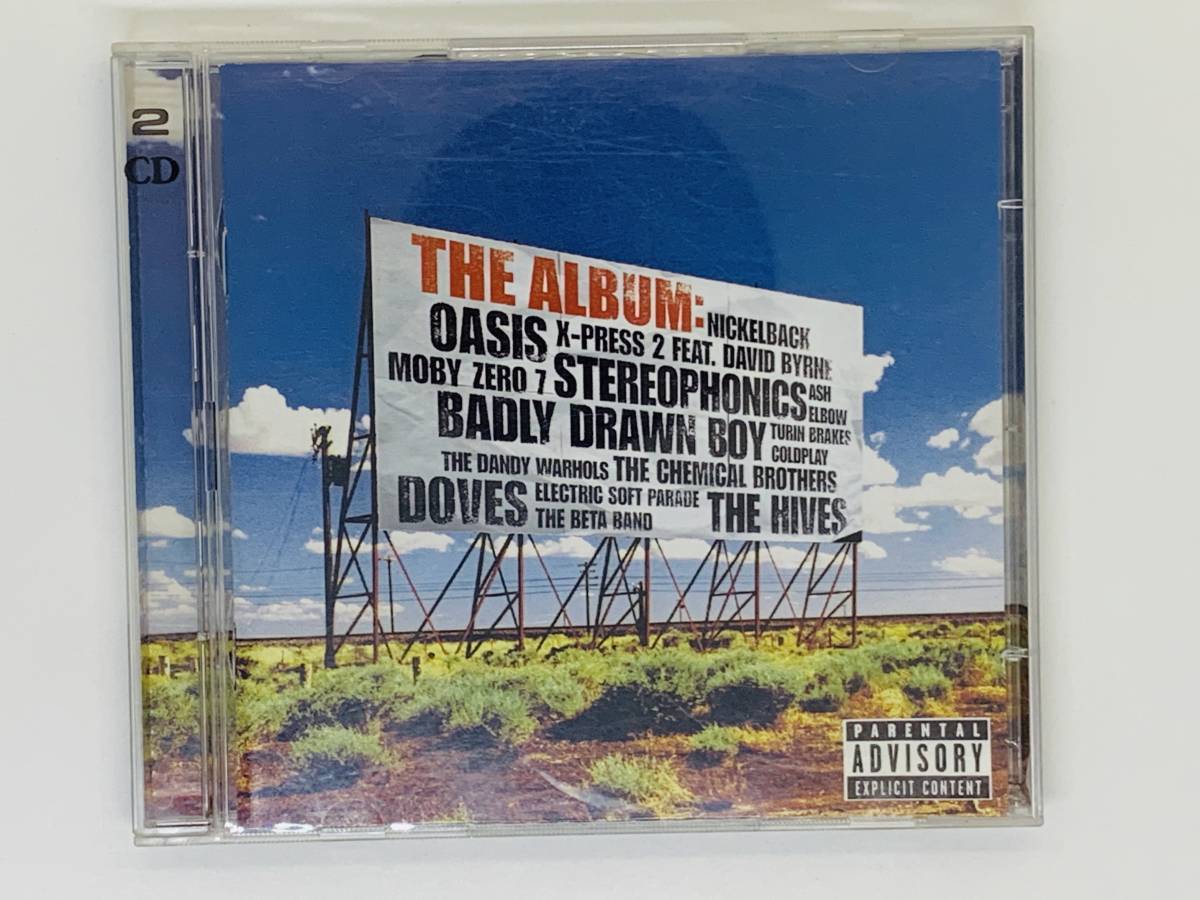 2
CD
THE ALBUM:
NICKELBACK
OASIS X-PRESS 2 FEAT. DAVID BYRNE
MOBY ZERO 7 STEREOPHONICS ASH
ELBOW
BADLY DRAWN BOY TURIN BRAKES
COLDPLAY
THE DANDY WARHOLS THE CHEMICAL BROTHERS
DOVES ELECTRIC SOFT PARADE THE HIVES
THE BETA BAND
PARENTAL
ADVISORY
EXPLICIT CONTENT